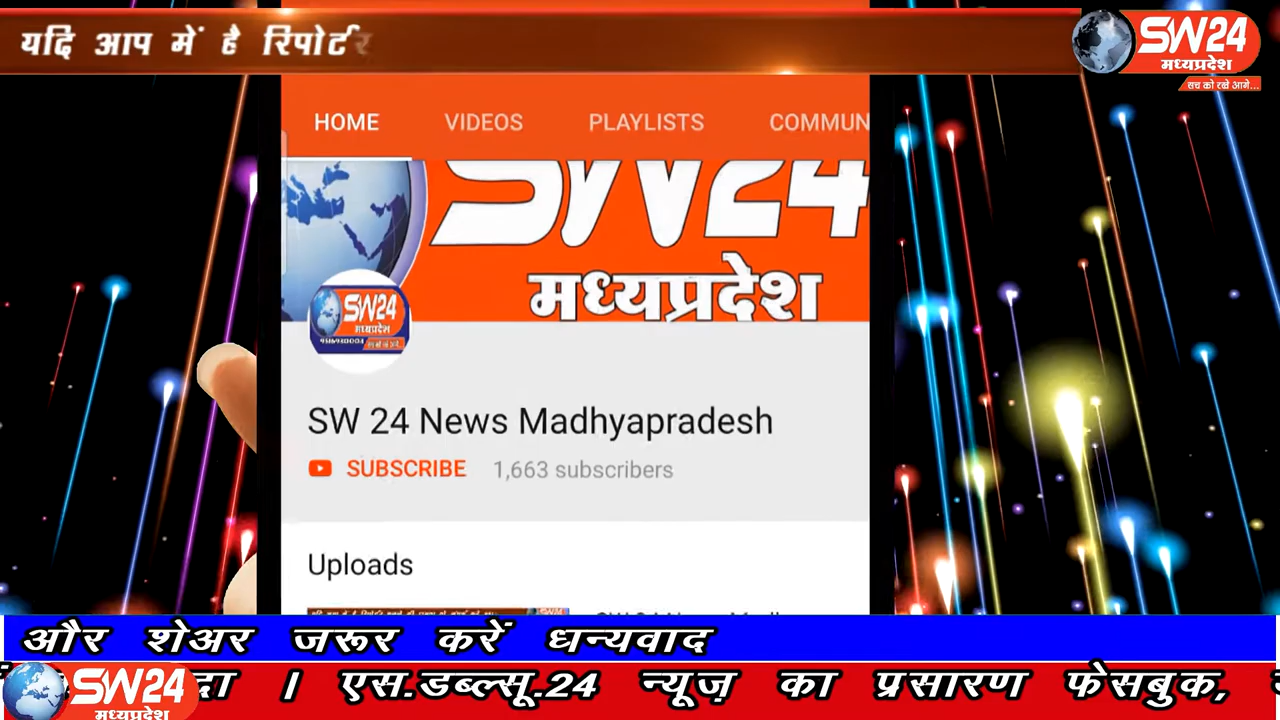 यदि आप में है रिपोर्टर
SW24
मध्यप्रदेश
सच को रखे आगे...
HOME VIDEOS PLAYLISTS COMMUN
SW24
मध्यप्रदेश
SW24
मध्यप्रदेश
SW 24 News Madhyapradesh
SUBSCRIBE 1,663 subscribers
Uploads
और शेअर जरूर करें धन्यवाद
। एस.डब्ल्सू.24 न्यूज़ का प्रसारण फेसबुक,
SW24
मध्यप्रदेश